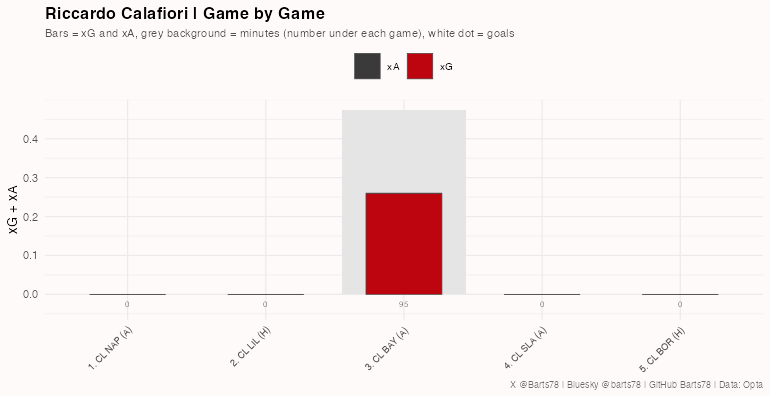 Riccardo Calafiori | Game by Game
Bars = xG and xA, grey background = minutes (number under each game), white dot = goals
xA xG
xG + xA
0.4
0.3
0.2
0.1
0.0
0 0 95 0 0
1. CL NAP (A)
2. CL LIL (H)
3. CL BAY (A)
4. CL SLA (A)
5. CL BOR (H)
X @Barts78 | Bluesky @barts78 | GitHub Barts78 | Data: Opta